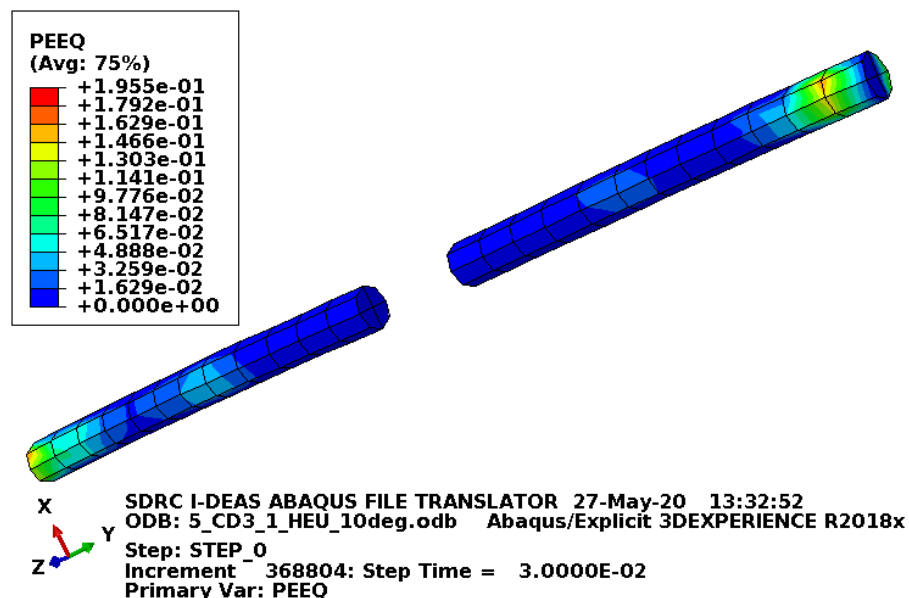 PEEQ
(Avg: 75%)
+1.955e-01
+1.792e-01
+1.629e-01
+1.466e-01
+1.303e-01
+1.141e-01
+9.776e-02
+8.147e-02
+6.517e-02
+4.888e-02
+3.259e-02
+1.629e-02
+0.000e+00
X
Y
Z
SDRC I-DEAS ABAQUS FILE TRANSLATOR 27-May-20 13:32:52
ODB: 5_CD3_1_HEU_10deg.odb Abaqus/Explicit 3DEXPERIENCE R2018x
Step: STEP_0
Increment 368804: Step Time = 3.0000E-02
Primary Var: PEEQ